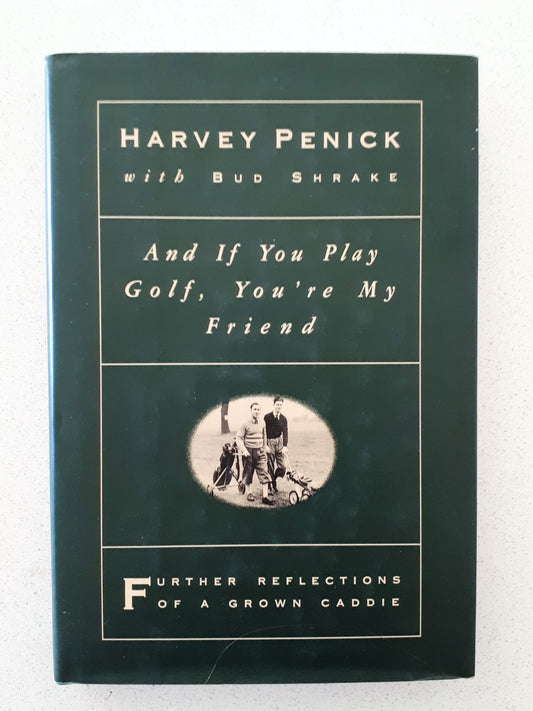 HARVEY PENICK
with BUD SHRAKE
And If You Play
Golf, You're My
Friend
FURTHER REFLECTIONS
OF A GROWN CADDIE